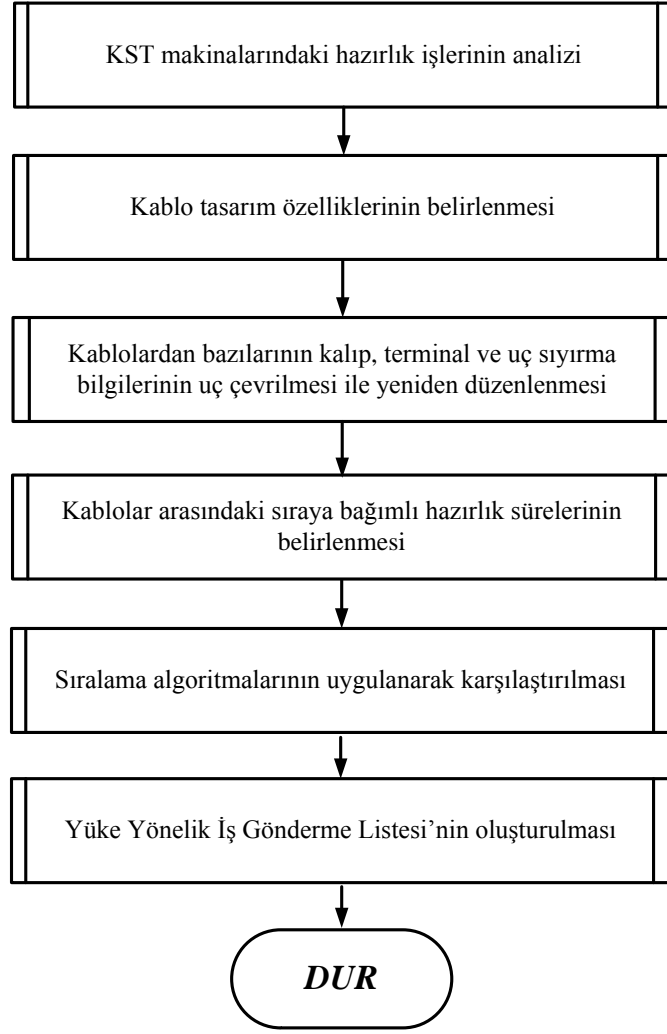 KST makinalarındaki hazırlık işlerinin analizi
Kablo tasarım özelliklerinin belirlenmesi
Kablolardan bazılarının kalıp, terminal ve uç sıyırma
bilgilerinin uç çevrilmesi ile yeniden düzenlenmesi
Kablolar arasındaki sıraya bağımlı hazırlık sürelerinin
belirlenmesi
Sıralama algoritmalarının uygulanarak karşılaştırılması
Yüke Yönelik İş Gönderme Listesi’nin oluşturulması
DUR